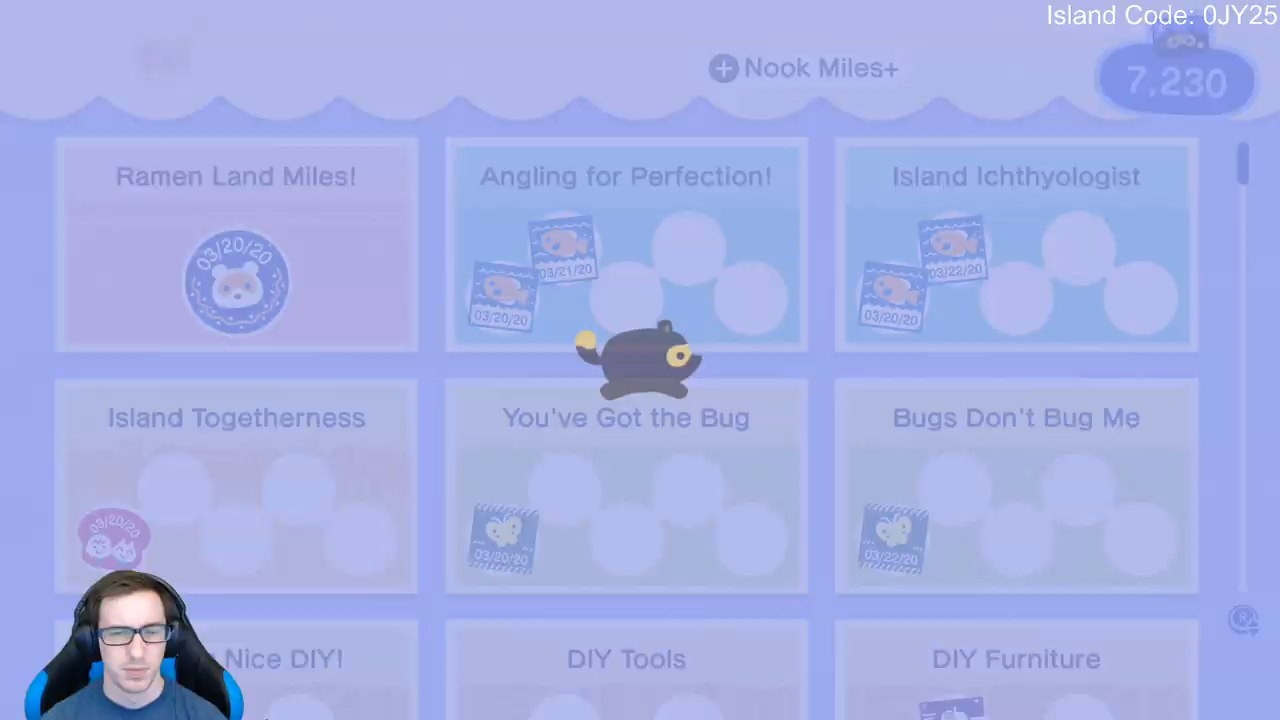 Island Code: 0JY25
Nook Miles+
7,230
Ramen Land Miles!
03/20/20
Angling for Perfection!
03/21/20
03/20/20
Island Ichthyologist
03/22/20
03/20/20
Island Togetherness
03/20/20
You've Got the Bug
03/20/20
Bugs Don't Bug Me
03/22/20
Nice DIY!
DIY Tools
DIY Furniture